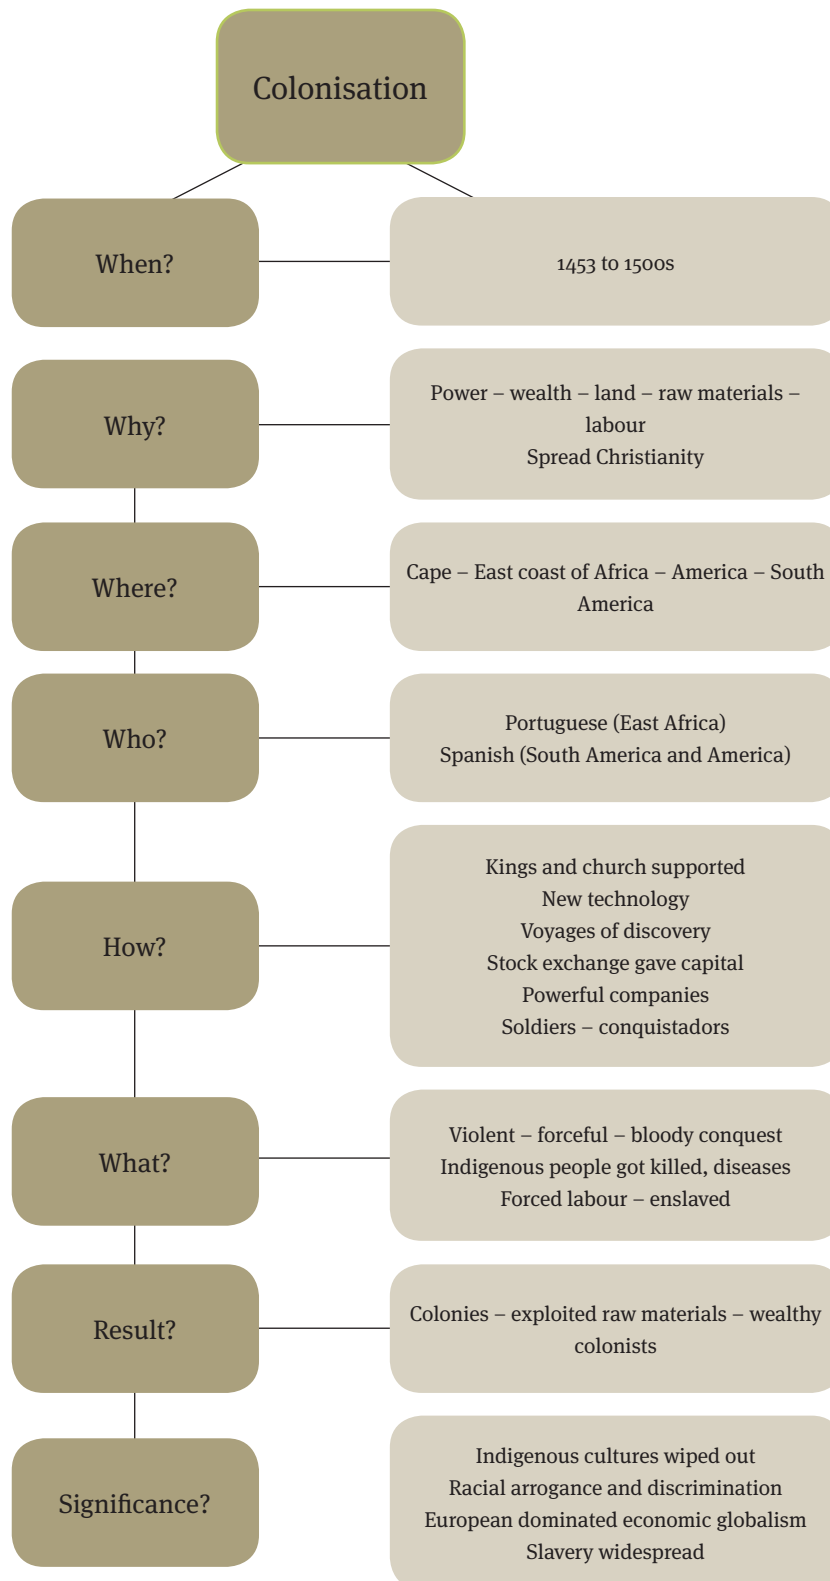 Colonisation
When?
1453 to 1500s
Why?
Power – wealth – land – raw materials –
labour
Spread Christianity
Where?
Cape – East coast of Africa – America – South
America
Who?
Portuguese (East Africa)
Spanish (South America and America)
How?
Kings and church supported
New technology
Voyages of discovery
Stock exchange gave capital
Powerful companies
Soldiers – conquistadors
What?
Violent – forceful – bloody conquest
Indigenous people got killed, diseases
Forced labour – enslaved
Result?
Colonies – exploited raw materials – wealthy
colonists
Significance?
Indigenous cultures wiped out
Racial arrogance and discrimination
European dominated economic globalism
Slavery widespread